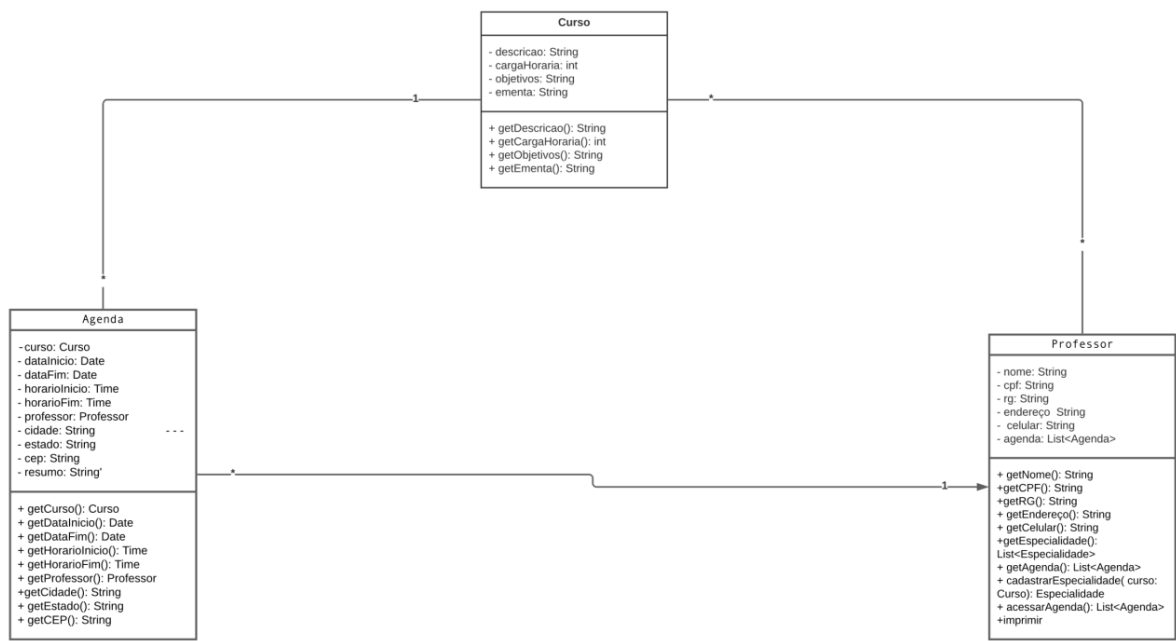 Curso
- descricao: String
- cargaHoraria: int
- objetivos: String
- ementa: String
+ getDescricao(): String
+ getCargaHoraria(): int
+ getObjetivos(): String
+ getEmenta(): String
1
*
*
*
Agenda
-curso: Curso
- dataInicio: Date
- dataFim: Date
- horarioInicio: Time
- horarioFim: Time
- professor: Professor
- cidade: String ---
- estado: String
- cep: String
- resumo: String'
+ getCurso(): Curso
+ getDataInicio(): Date
+ getDataFim(): Date
+ getHorarioInicio(): Time
+ getHorarioFim(): Time
+ getProfessor(): Professor
+getCidade(): String
+ getEstado(): String
+ getCEP(): String
*
1
Professor
- nome: String
- cpf: String
- rg: String
- endereço String
- celular: String
- agenda: List<Agenda>
+ getNome(): String
+getCPF(): String
+getRG(): String
+ getEndereço(): String
+ getCelular(): String
+getEspecialidade():
List<Especialidade>
+ getAgenda(): List<Agenda>
+ cadastrarEspecialidade( curso:
Curso): Especialidade
+ acessarAgenda(): List<Agenda>
+imprimir